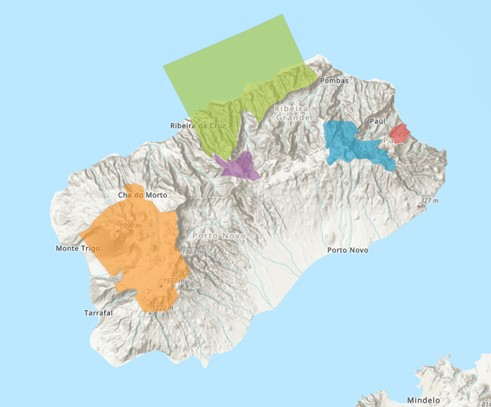 Pombas
Ribeira
Grande
Ribeira da Cruz
Paul
Cha do Morto
327 m
Porto Novo
Monte Trigo
Porto Novo
Tarrafal
Mindelo